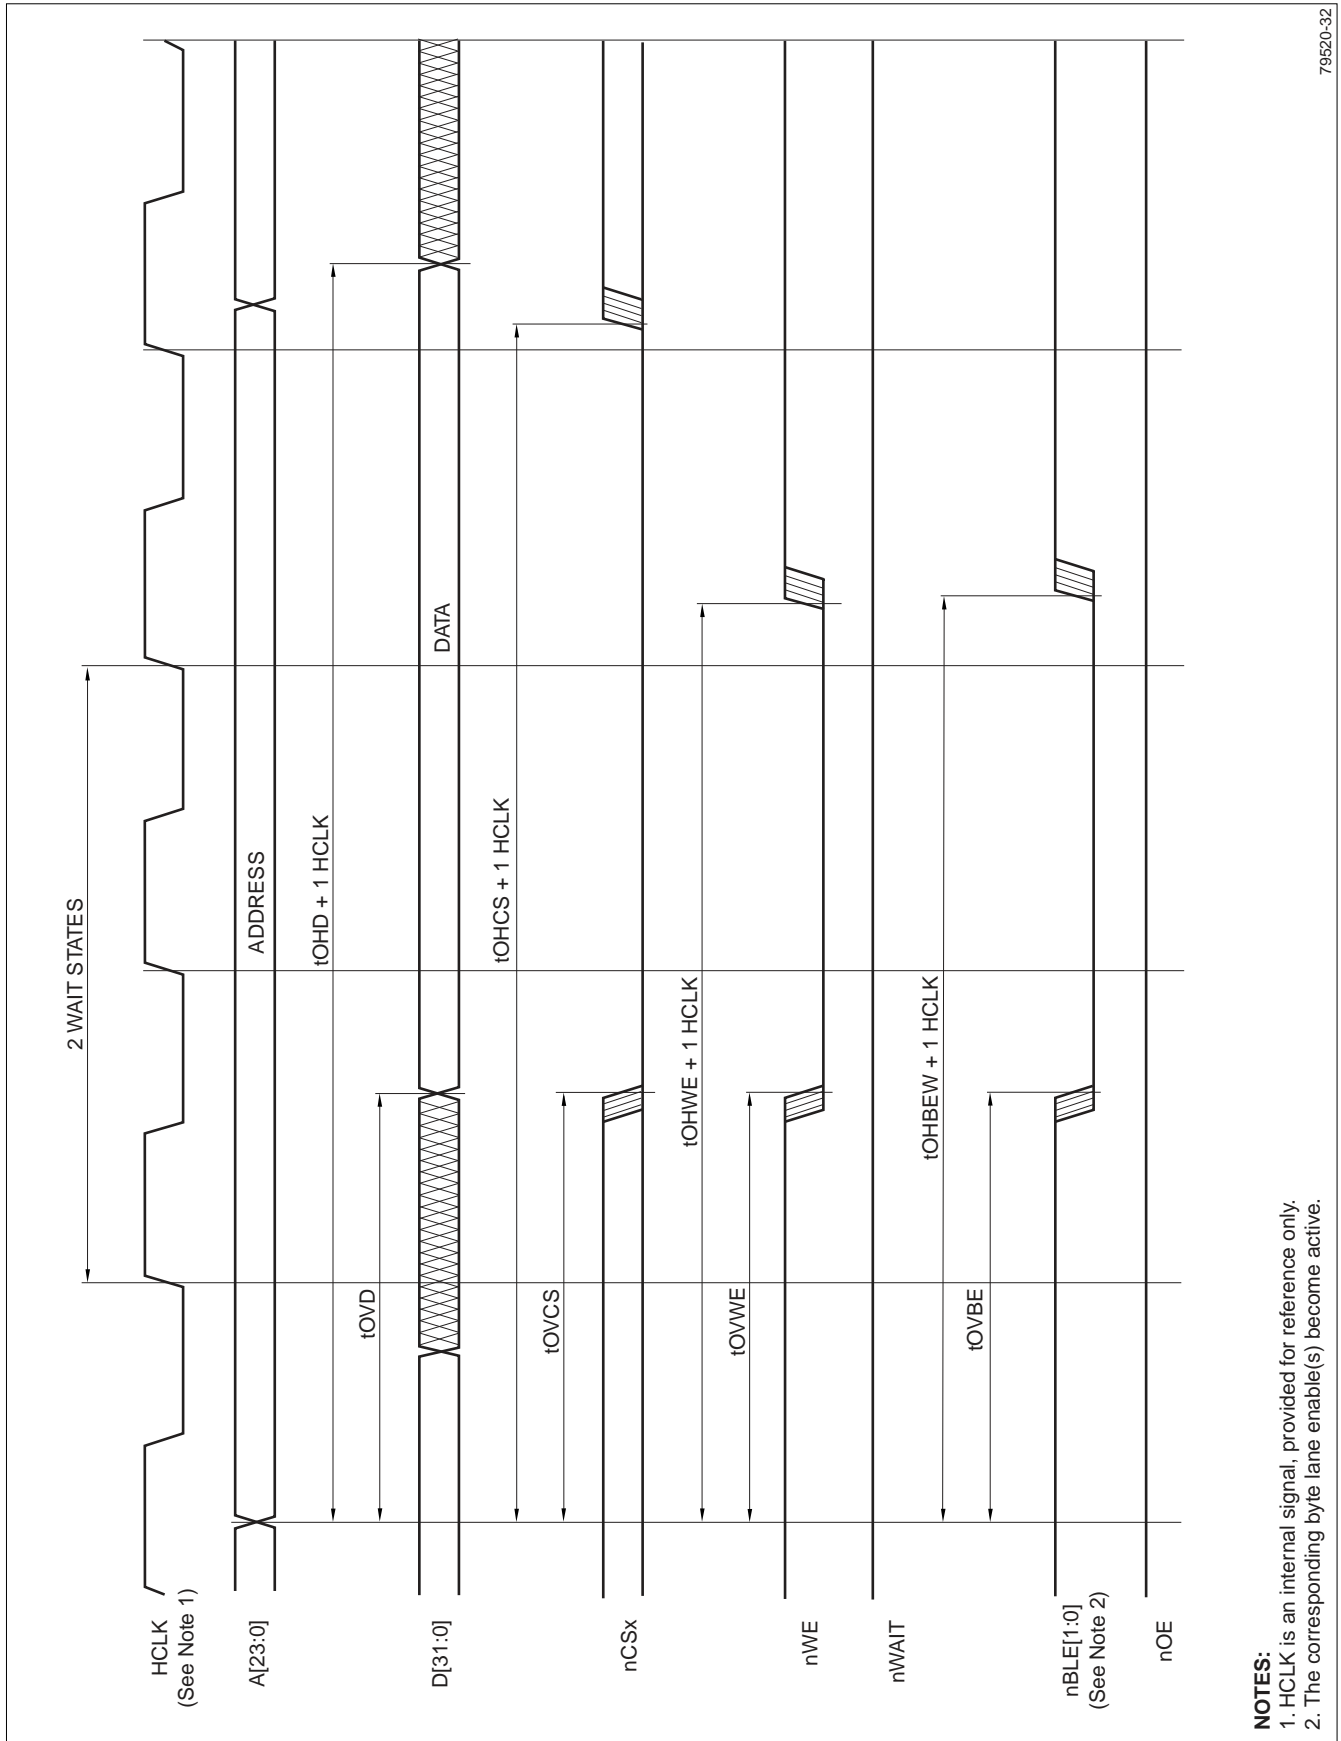 2 WAIT STATES
HCLK
(See Note 1)
A[23:0]
ADDRESS
tOHD + 1 HCLK
tOVD
D[31:0]
DATA
tOHCS + 1 HCLK
tOVCS
nCSx
tOHWE + 1 HCLK
tOVWE
nWE
nWAIT
tOHBEW + 1 HCLK
tOVBE
nBLE[1:0]
(See Note 2)
nOE
NOTES:
1. HCLK is an internal signal, provided for reference only.
2. The corresponding byte lane enable(s) become active.
79520-32